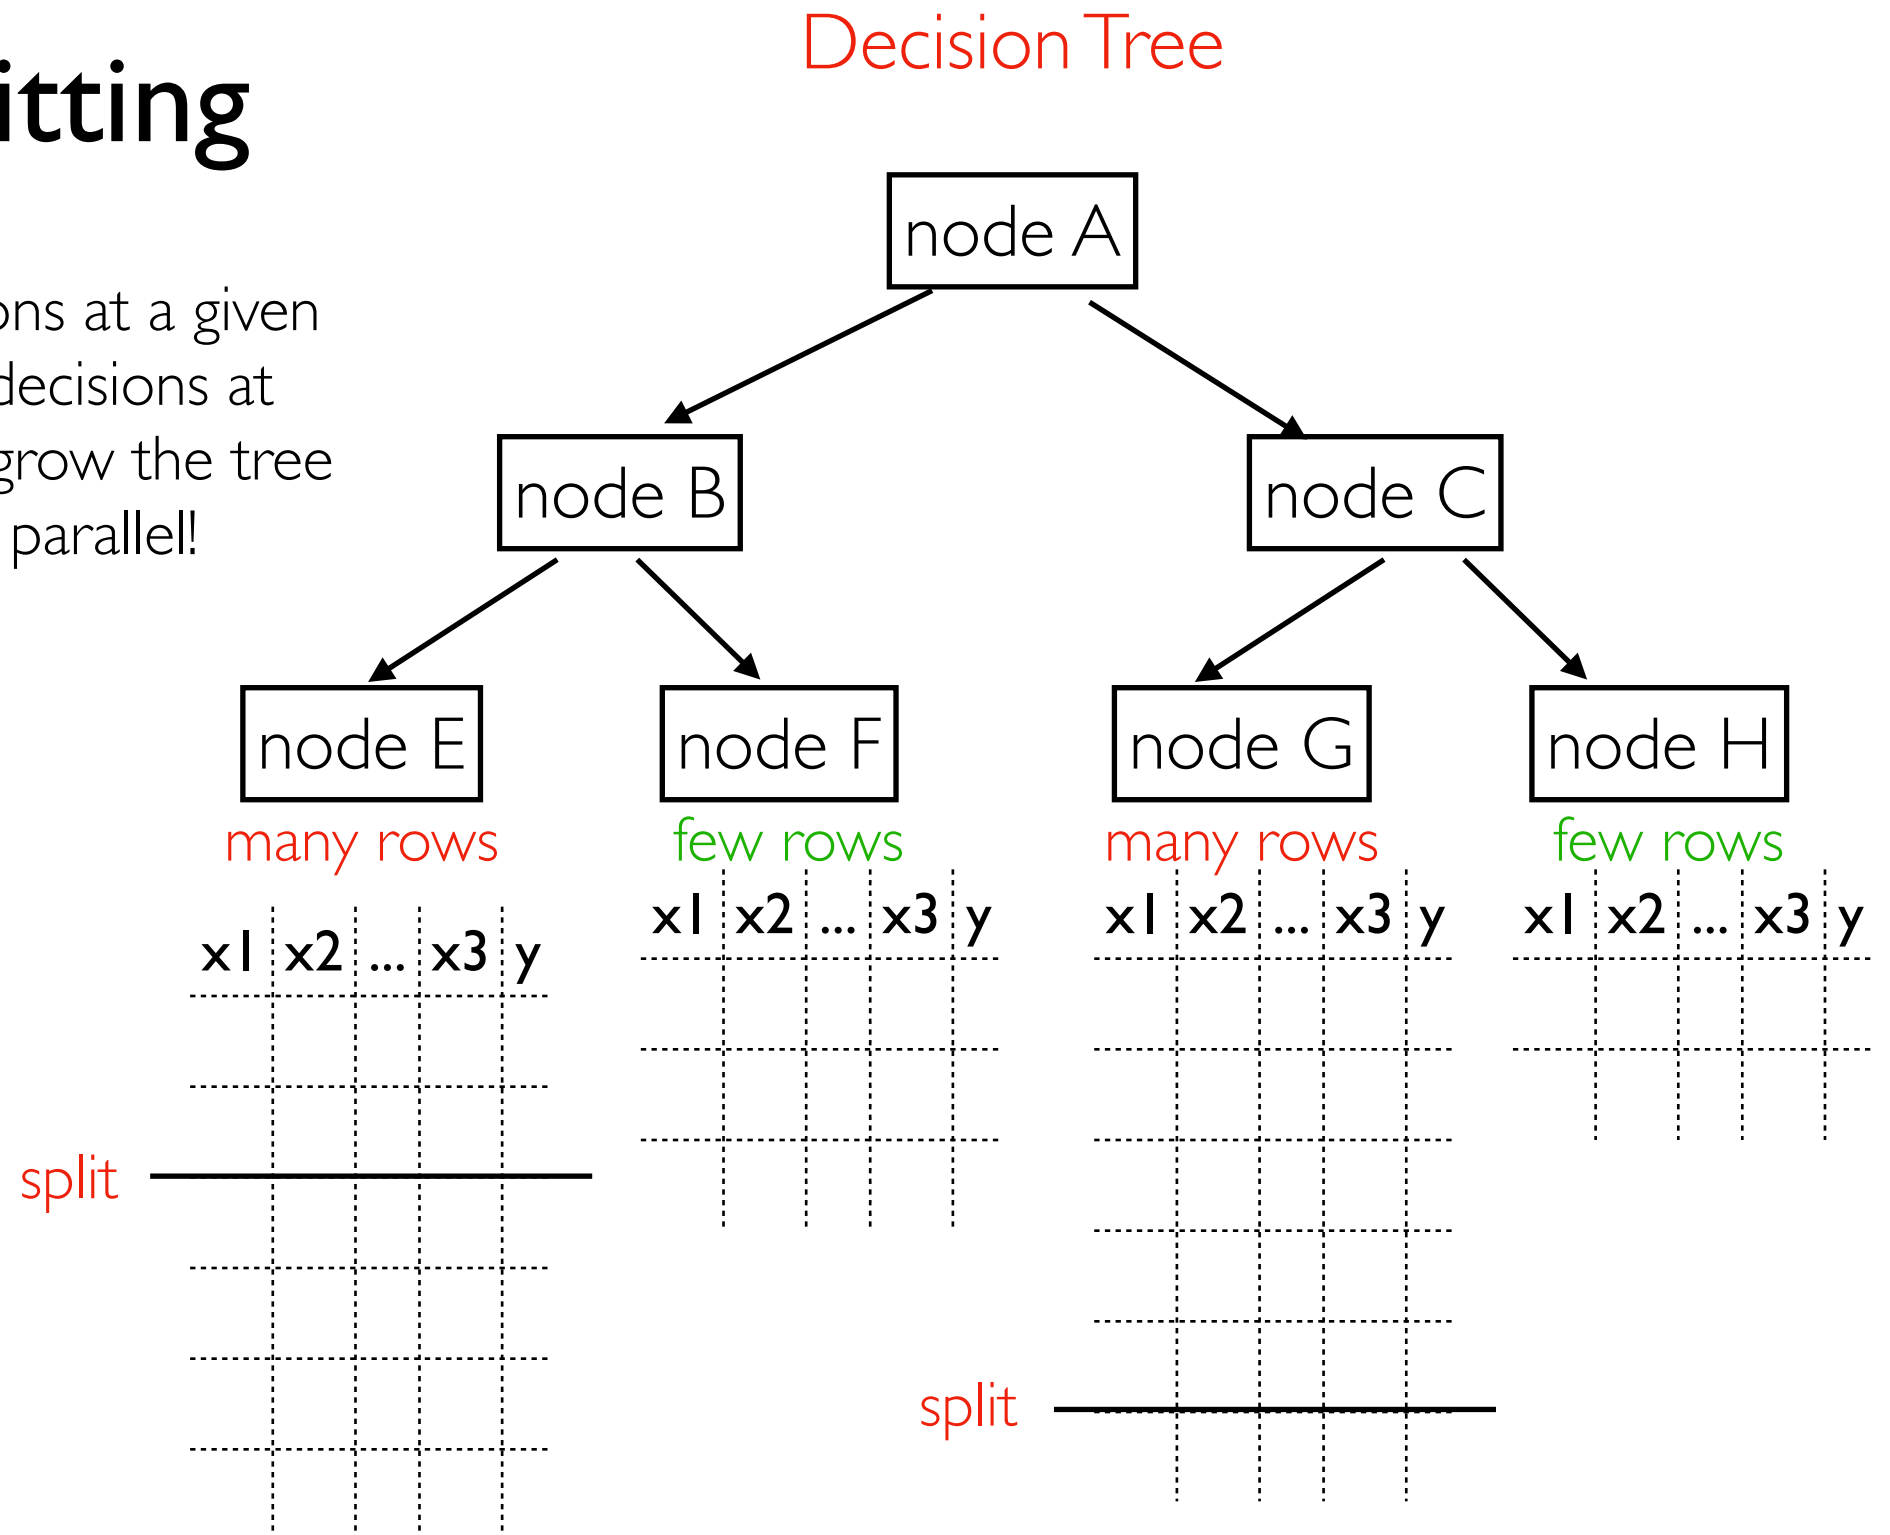 Decision Tree
itting
ons at a given
decisions at
grow the tree
parallel!
node A
node B
node C
node E
node F
node G
node H
many rows
few rows
many rows
few rows
x1 x2 ... x3 y
x1 x2 ... x3 y
x1 x2 ... x3 y
x1 x2 ... x3 y
split
split